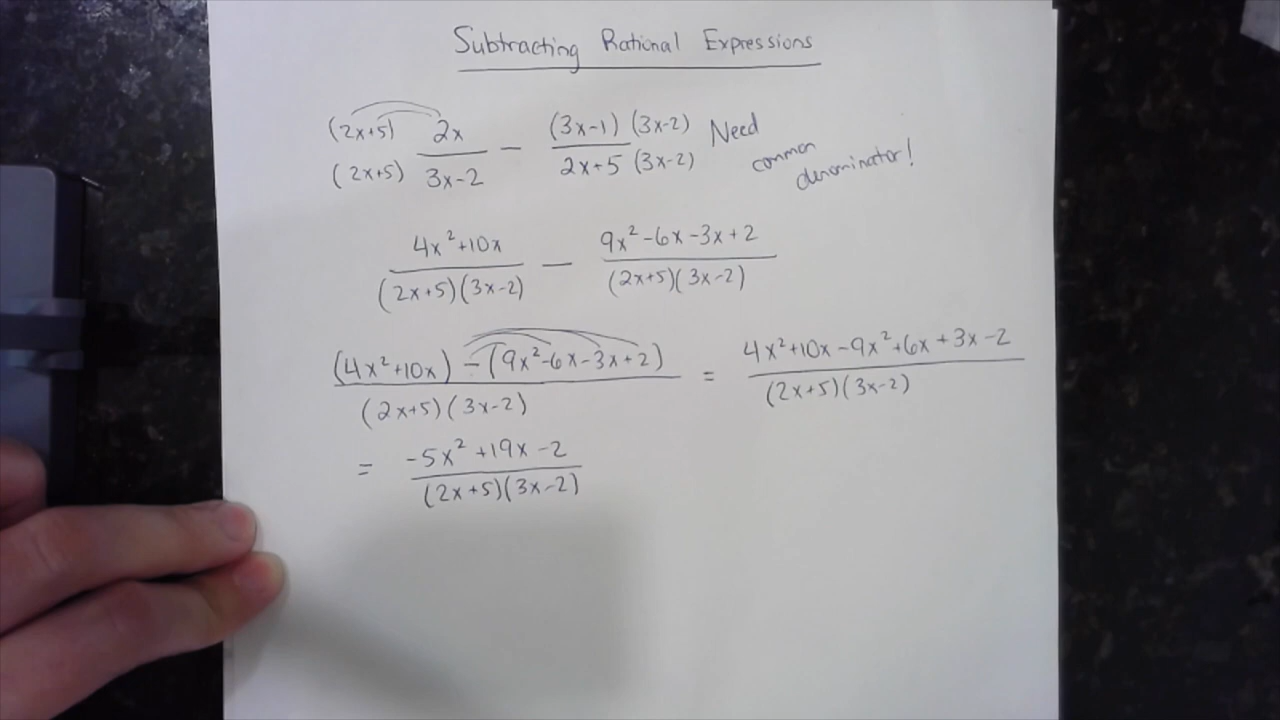 Subtracting Rational Expressions
(2x+5) 2x — (3x-1) (3x-2) Need
(2x+5) 3x-2 2x+5 (3x-2) common denominator!
4x²+10x — 9x²-6x-3x+2
(2x+5)(3x-2) (2x+5)(3x-2)
(4x²+10x) -(9x²-6x-3x+2) = 4x²+10x-9x²+6x+3x-2
(2x+5)(3x-2) (2x+5)(3x-2)
= -5x²+19x-2
(2x+5)(3x-2)